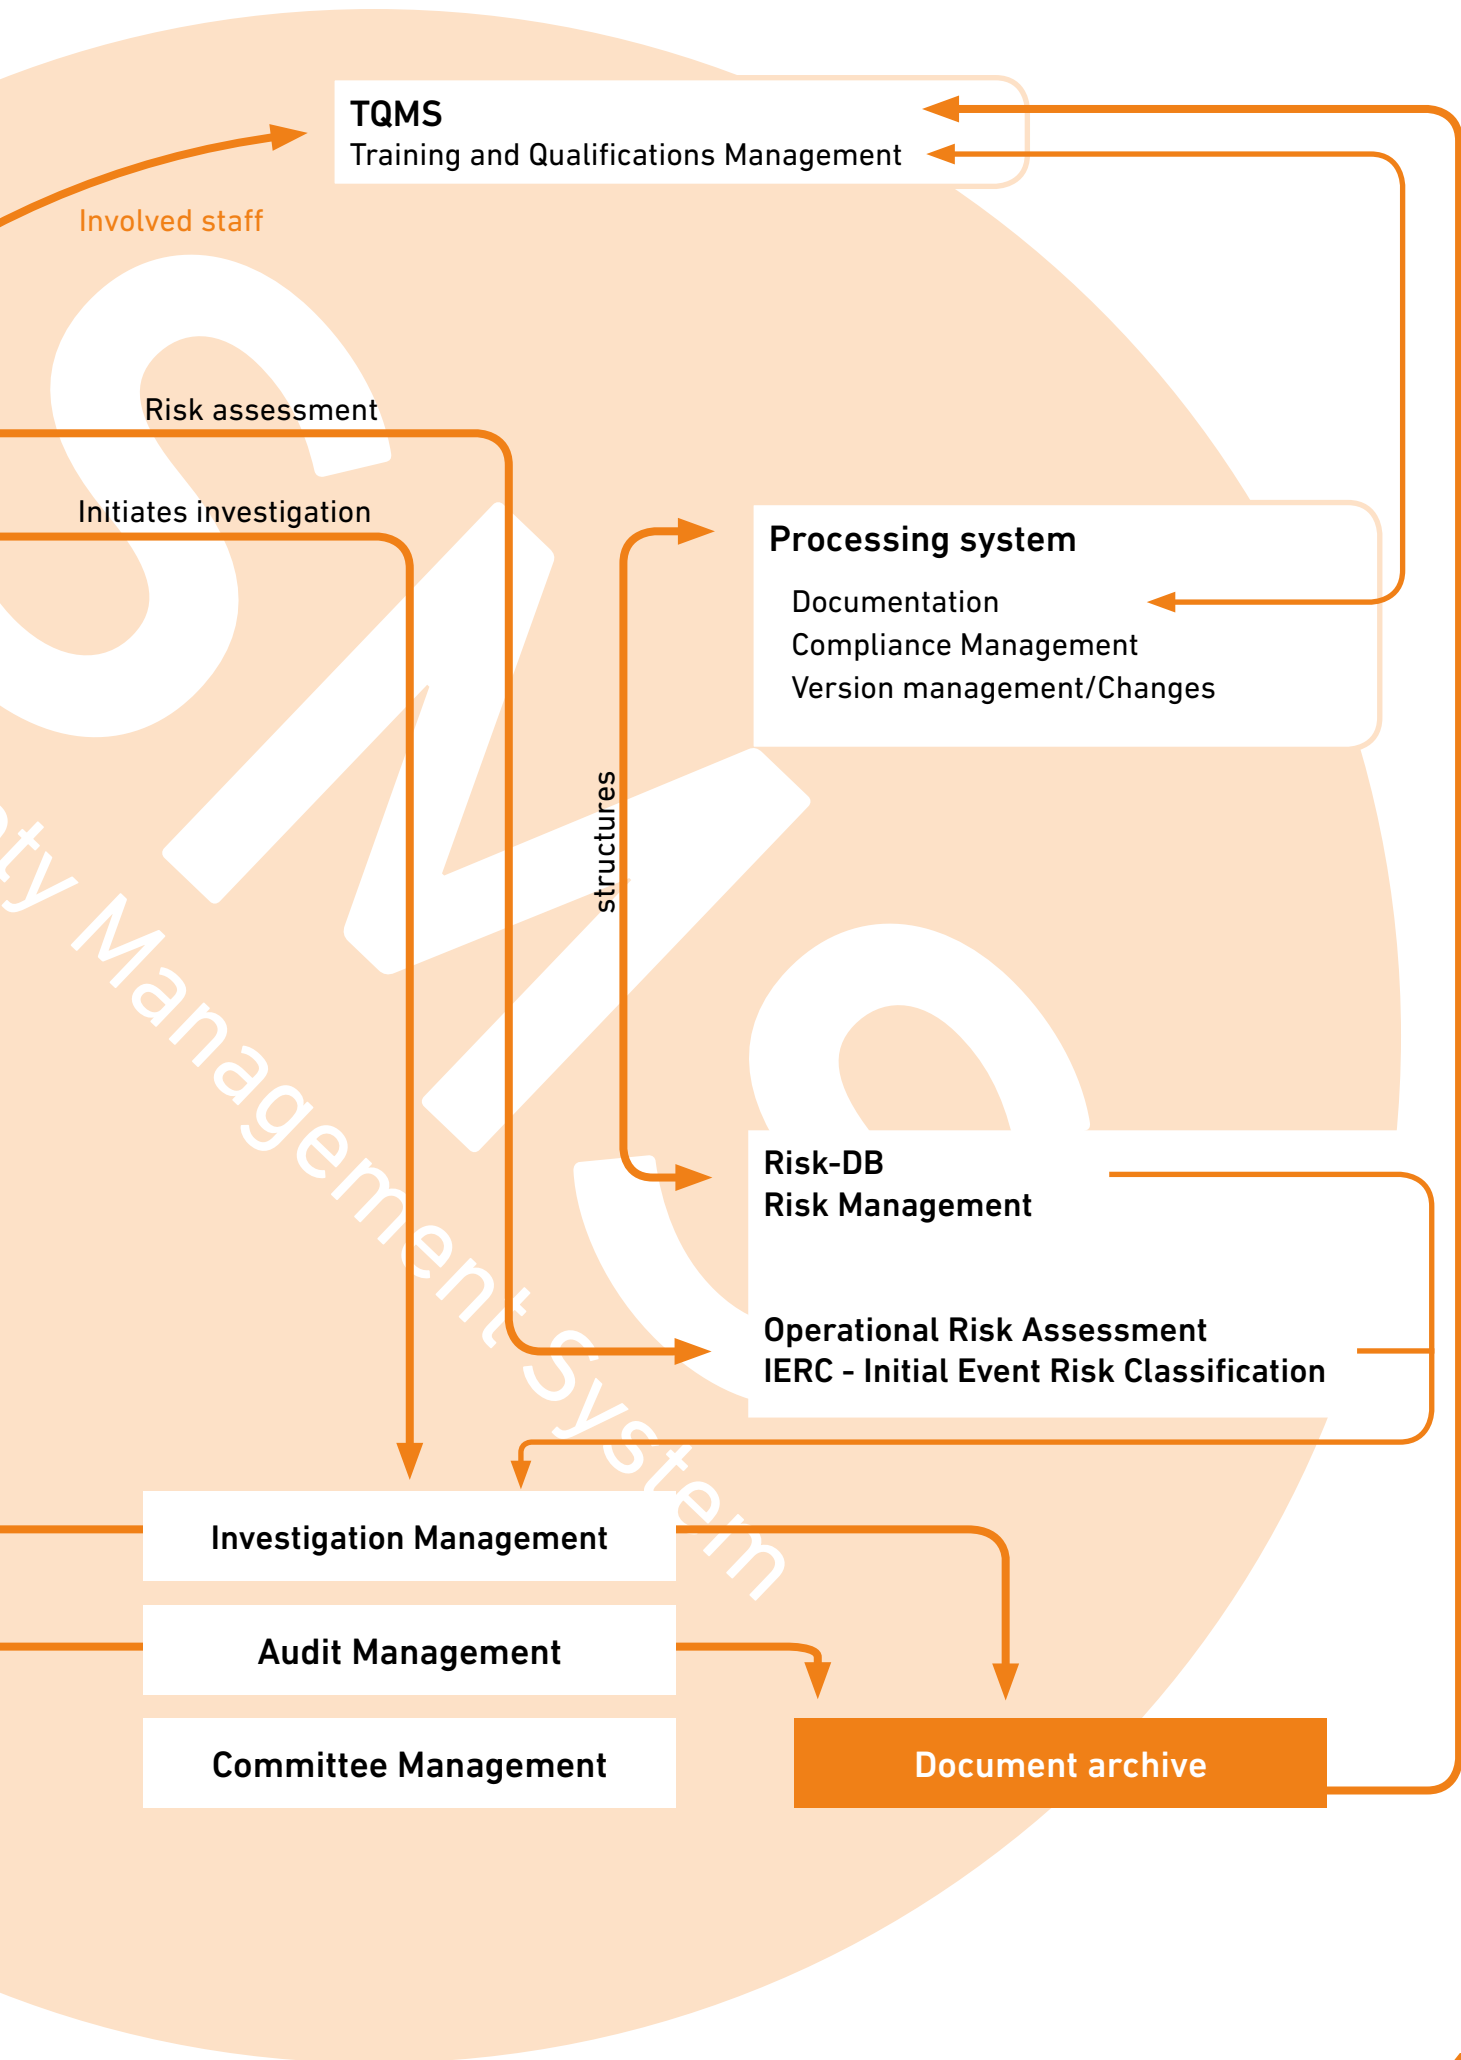 TQMS
Training and Qualifications Management
Involved staff
Risk assessment
Initiates investigation
Processing system
Documentation
Compliance Management
Version management/Changes
structures
SMS
ety Management System
Risk-DB
Risk Management
Operational Risk Assessment
IERC - Initial Event Risk Classification
Investigation Management
Audit Management
Committee Management
Document archive